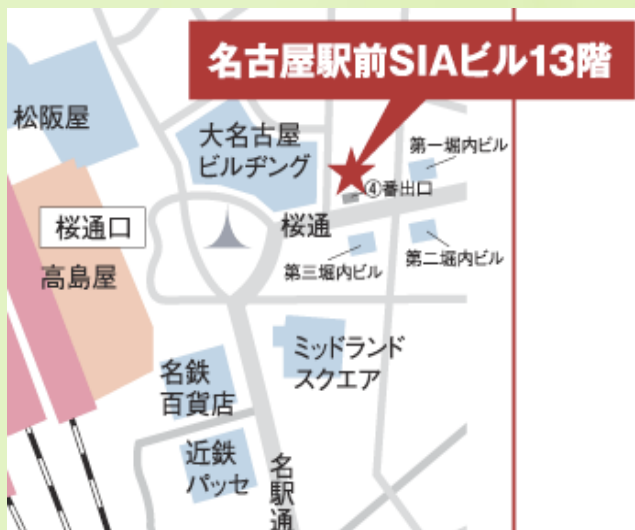 名古屋駅前SIAビル13階
松阪屋
大名古屋
ビルヂング
第一堀内ビル
④番出口
桜通口
桜通
高島屋
第三堀内ビル
第二堀内ビル
ミッドランド
スクエア
名鉄
百貨店
近鉄
パッセ
名駅通